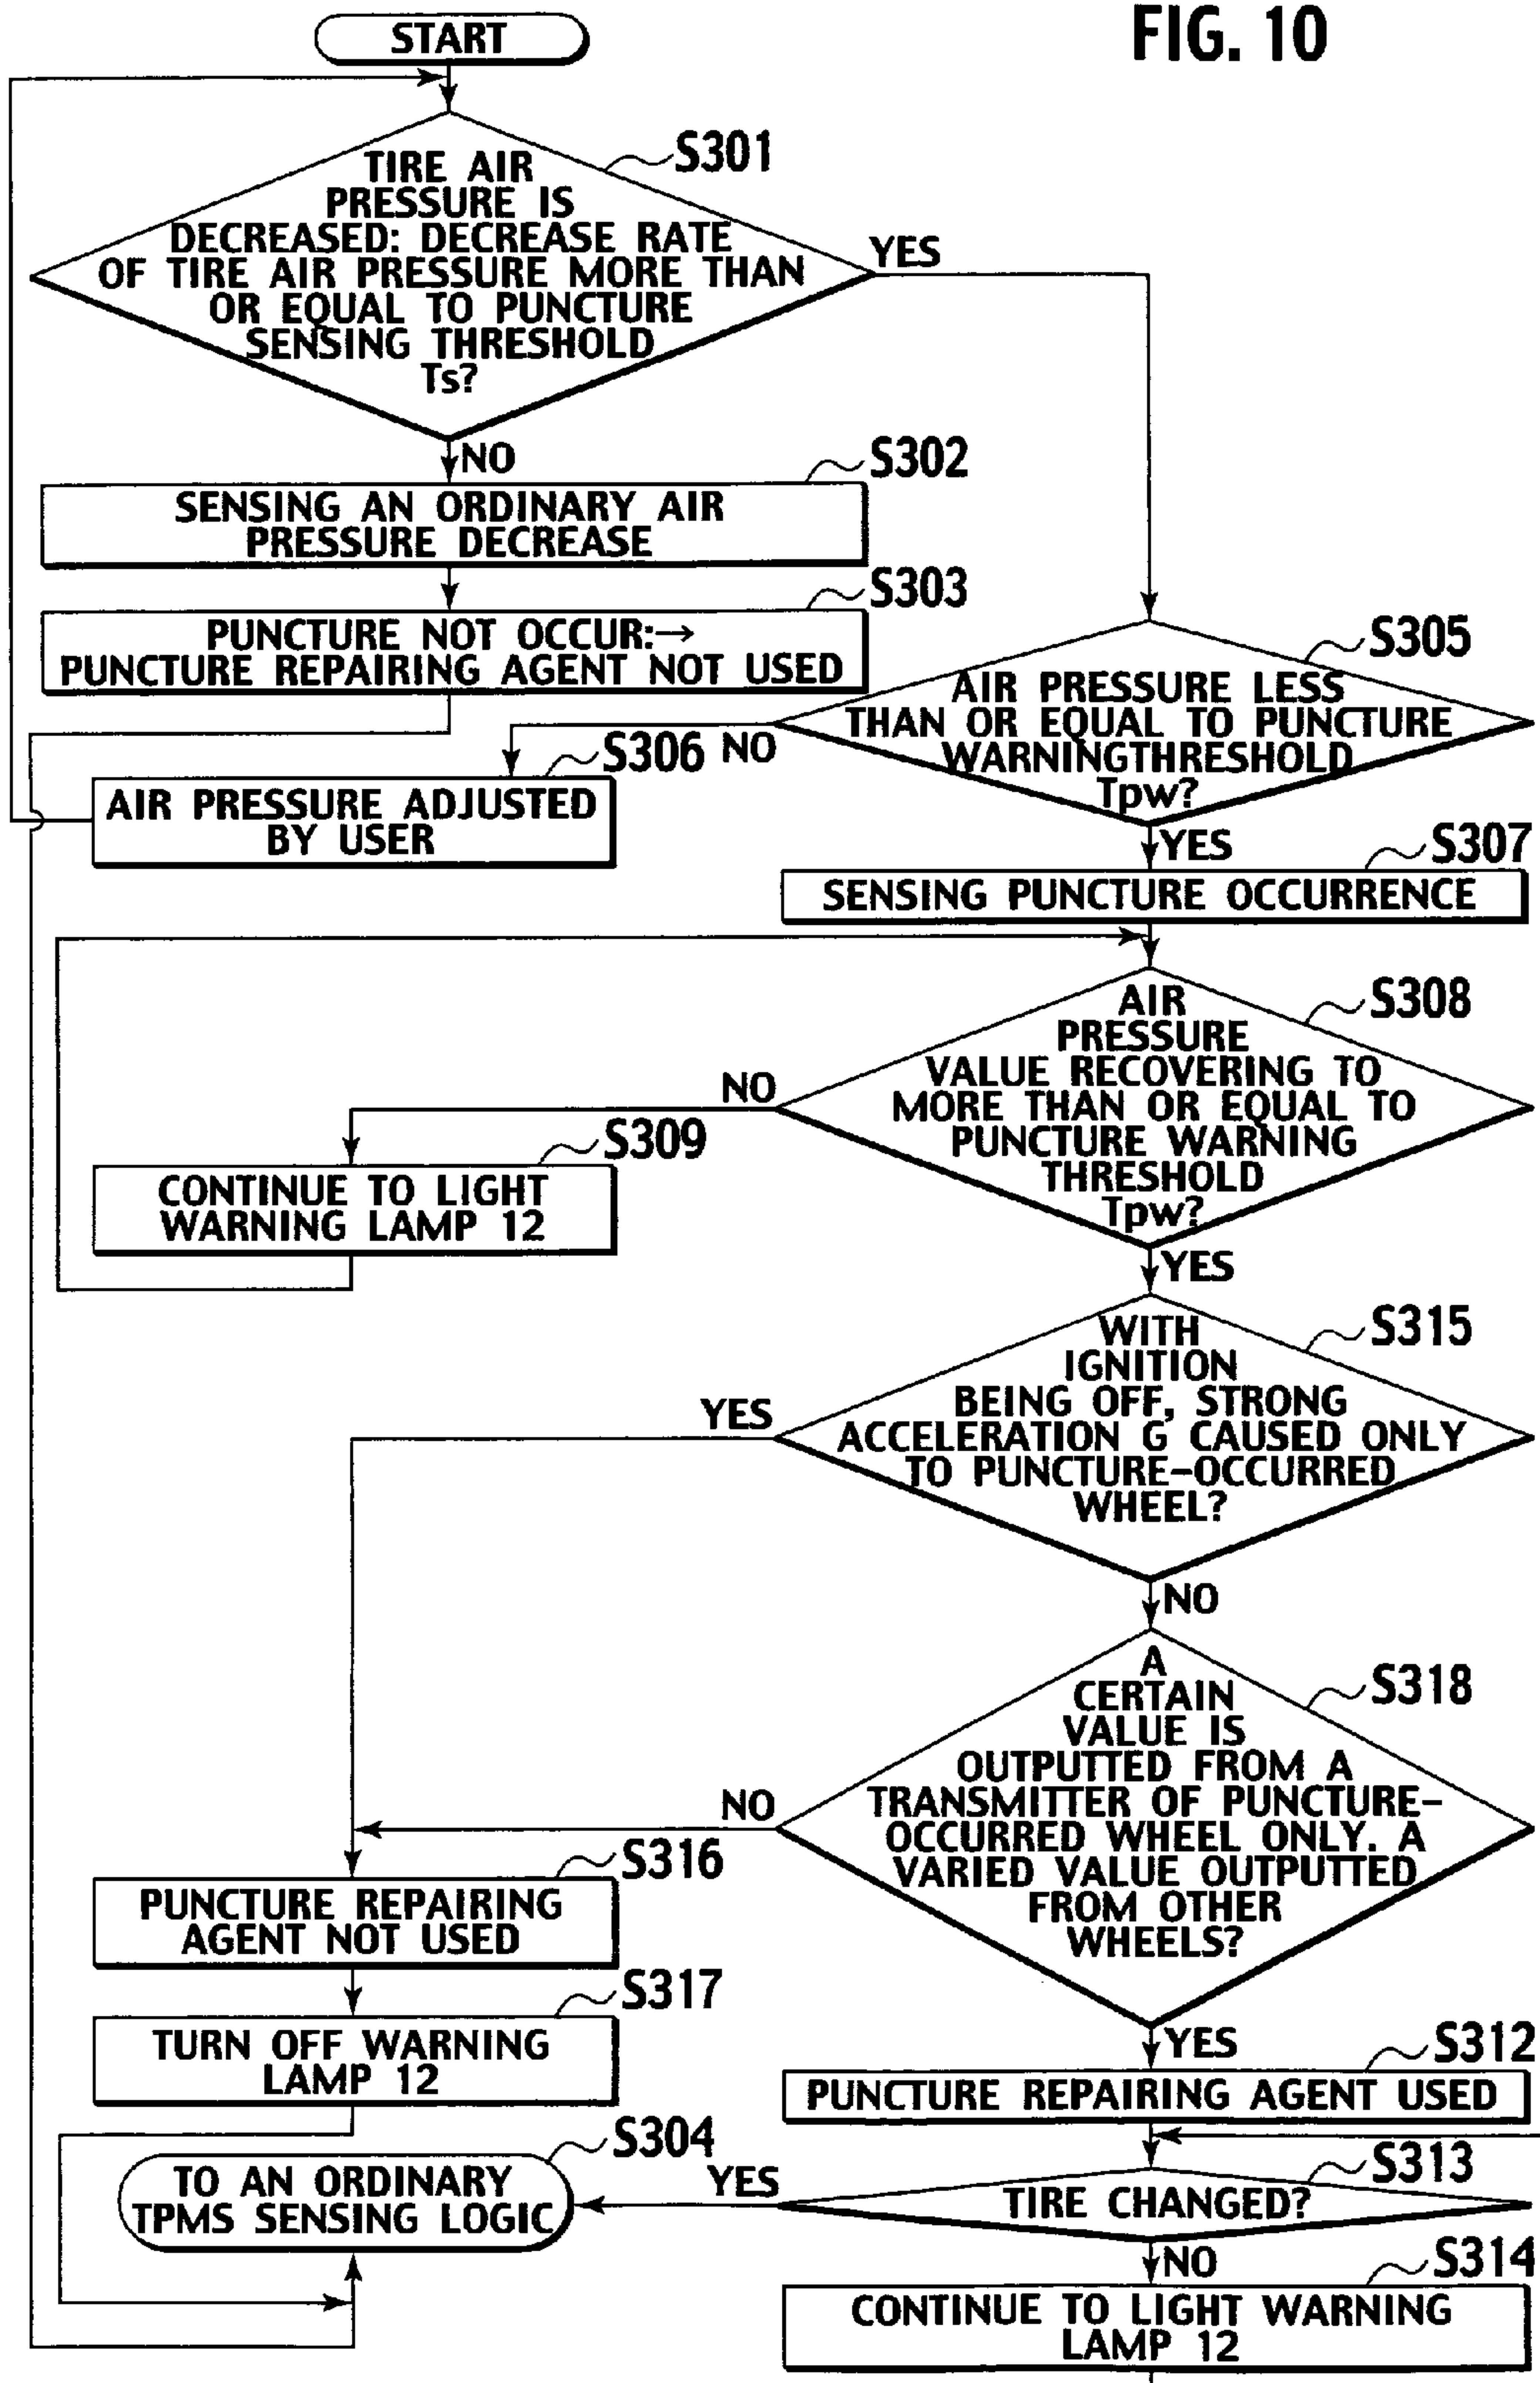 FIG. 10
START
S301
TIRE AIR
PRESSURE IS
DECREASED: DECREASE RATE
OF TIRE AIR PRESSURE MORE THAN
OR EQUAL TO PUNCTURE
SENSING THRESHOLD
Ts?
YES
NO
S302
SENSING AN ORDINARY AIR
PRESSURE DECREASE
S303
PUNCTURE NOT OCCUR:→
PUNCTURE REPAIRING AGENT NOT USED
S305
AIR PRESSURE LESS
THAN OR EQUAL TO PUNCTURE
WARNINGTHRESHOLD
Tpw?
NO
S306
AIR PRESSURE ADJUSTED
BY USER
YES
S307
SENSING PUNCTURE OCCURRENCE
S308
AIR
PRESSURE
VALUE RECOVERING TO
MORE THAN OR EQUAL TO
PUNCTURE WARNING
THRESHOLD
Tpw?
NO
S309
CONTINUE TO LIGHT
WARNING LAMP 12
YES
S315
WITH
IGNITION
BEING OFF, STRONG
ACCELERATION G CAUSED ONLY
TO PUNCTURE-OCCURRED
WHEEL?
YES
NO
S318
A
CERTAIN
VALUE IS
OUTPUTTED FROM A
TRANSMITTER OF PUNCTURE-
OCCURRED WHEEL ONLY. A
VARIED VALUE OUTPUTTED
FROM OTHER
WHEELS?
NO
S316
PUNCTURE REPAIRING
AGENT NOT USED
S317
TURN OFF WARNING
LAMP 12
YES
S312
PUNCTURE REPAIRING AGENT USED
S304
TO AN ORDINARY
TPMS SENSING LOGIC
YES
S313
TIRE CHANGED?
NO
S314
CONTINUE TO LIGHT WARNING
LAMP 12